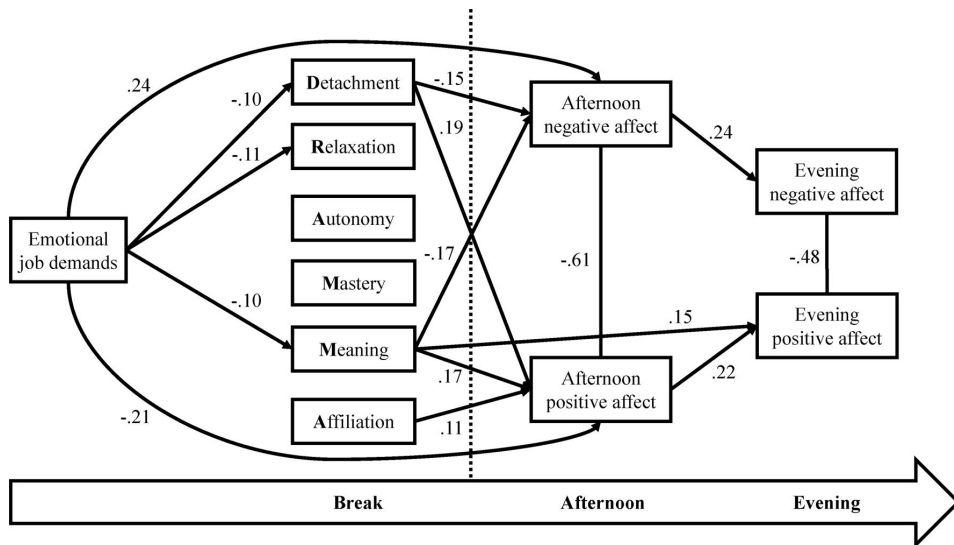 .24
-.10
-.11
-.10
-.21
Emotional
job demands
Detachment
Relaxation
Autonomy
Mastery
Meaning
Affiliation
-.15
.19
-.17
.17
.11
.15
Afternoon
negative affect
-.61
Afternoon
positive affect
.24
.22
Evening
negative affect
-.48
Evening
positive affect
Break
Afternoon
Evening